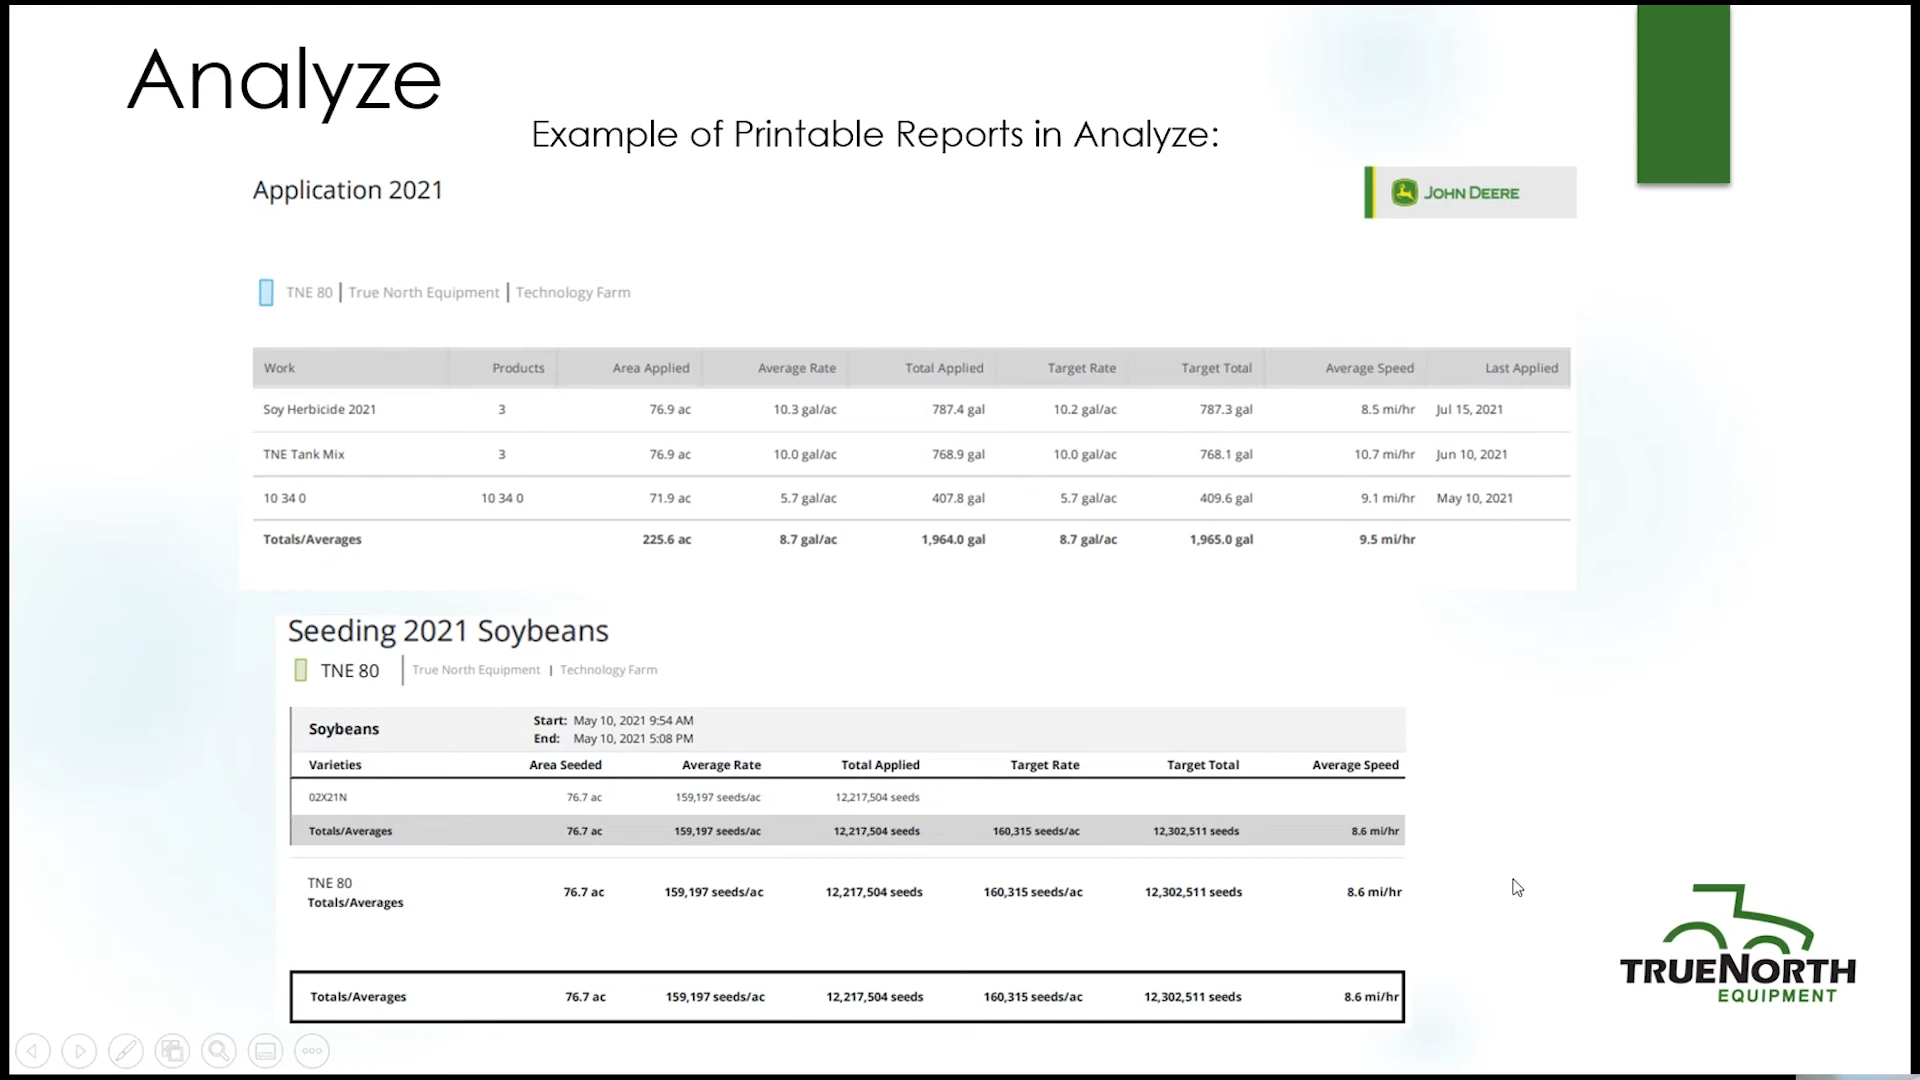 Analyze
Example of Printable Reports in Analyze:
Application 2021
JOHN DEERE
TNE 80 | True North Equipment | Technology Farm
Work Products Area Applied Average Rate Total Applied Target Rate Target Total Average Speed Last Applied
Soy Herbicide 2021 3 76.9 ac 10.3 gal/ac 787.4 gal 10.2 gal/ac 787.3 gal 8.5 mi/hr Jul 15, 2021
TNE Tank Mix 3 76.9 ac 10.0 gal/ac 768.9 gal 10.0 gal/ac 768.1 gal 10.7 mi/hr Jun 10, 2021
10 34 0 10 34 0 71.9 ac 5.7 gal/ac 407.8 gal 5.7 gal/ac 409.6 gal 9.1 mi/hr May 10, 2021
Totals/Averages 225.6 ac 8.7 gal/ac 1,964.0 gal 8.7 gal/ac 1,965.0 gal 9.5 mi/hr
Seeding 2021 Soybeans
TNE 80 | True North Equipment | Technology Farm
Soybeans Start: May 10, 2021 9:54 AM
End: May 10, 2021 5:08 PM
Varieties Area Seeded Average Rate Total Applied Target Rate Target Total Average Speed
02X21N 76.7 ac 159,197 seeds/ac 12,217,504 seeds
Totals/Averages 76.7 ac 159,197 seeds/ac 12,217,504 seeds 160,315 seeds/ac 12,302,511 seeds 8.6 mi/hr
TNE 80
Totals/Averages 76.7 ac 159,197 seeds/ac 12,217,504 seeds 160,315 seeds/ac 12,302,511 seeds 8.6 mi/hr
Totals/Averages 76.7 ac 159,197 seeds/ac 12,217,504 seeds 160,315 seeds/ac 12,302,511 seeds 8.6 mi/hr
TRUENORTH
EQUIPMENT